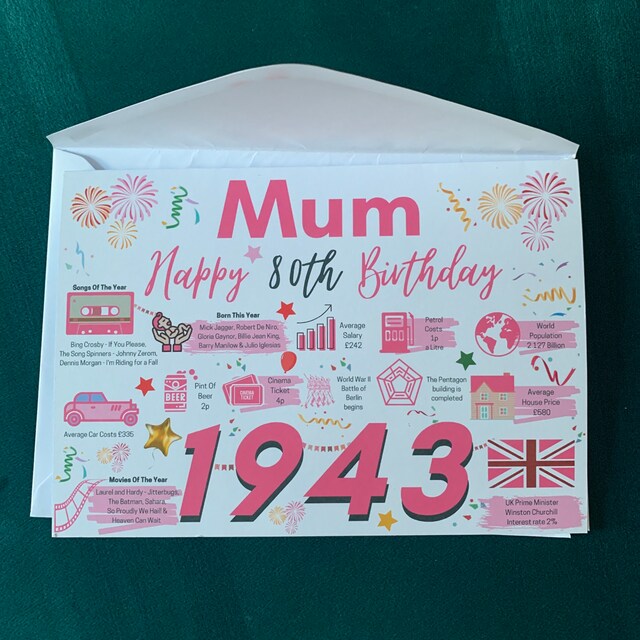 Mum
Happy 80th Birthday
Songs Of The Year
Bing Crosby - If You Please,
The Song Spinners - Johnny Zerom,
Dennis Morgan - I'm Riding for a Fall
Born This Year
Mick Jagger, Robert De Niro,
Gloria Gaynor, Billie Jean King,
Barry Manilow & Julio Iglesias
Average
Salary
£242
Petrol
Costs
1p
a Litre
World
Population
2.127 Billion
Average Car Costs £335
BEER
Pint Of
Beer
2p
CINEMA
TICKET
Cinema
Ticket
4p
World War II
Battle of
Berlin
begins
The Pentagon
building is
completed
Average
House Price
£580
1943
Movies Of The Year
Laurel and Hardy - Jitterbugs,
The Batman, Sahara,
So Proudly We Hail! &
Heaven Can Wait
UK Prime Minister
Winston Churchill
Interest rate 2%